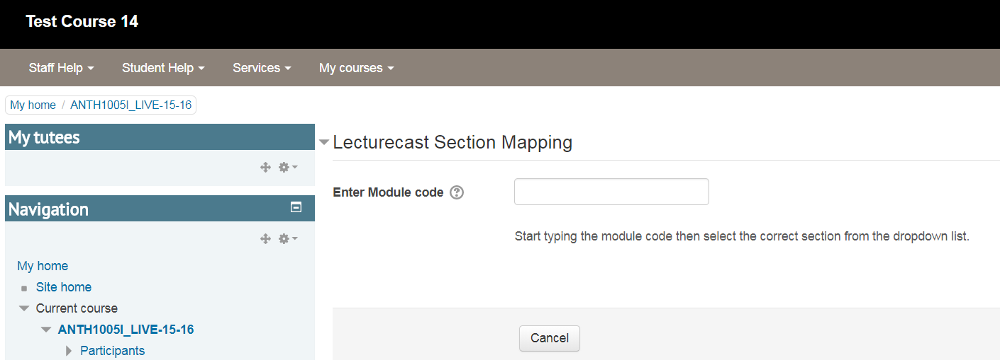 Test Course 14
Staff Help Student Help Services My courses
My home / ANTH1005I_LIVE-15-16
My tutees
Navigation
My home
Site home
Current course
ANTH1005I_LIVE-15-16
Participants
Lecturecast Section Mapping
Enter Module code
Start typing the module code then select the correct section from the dropdown list.
Cancel